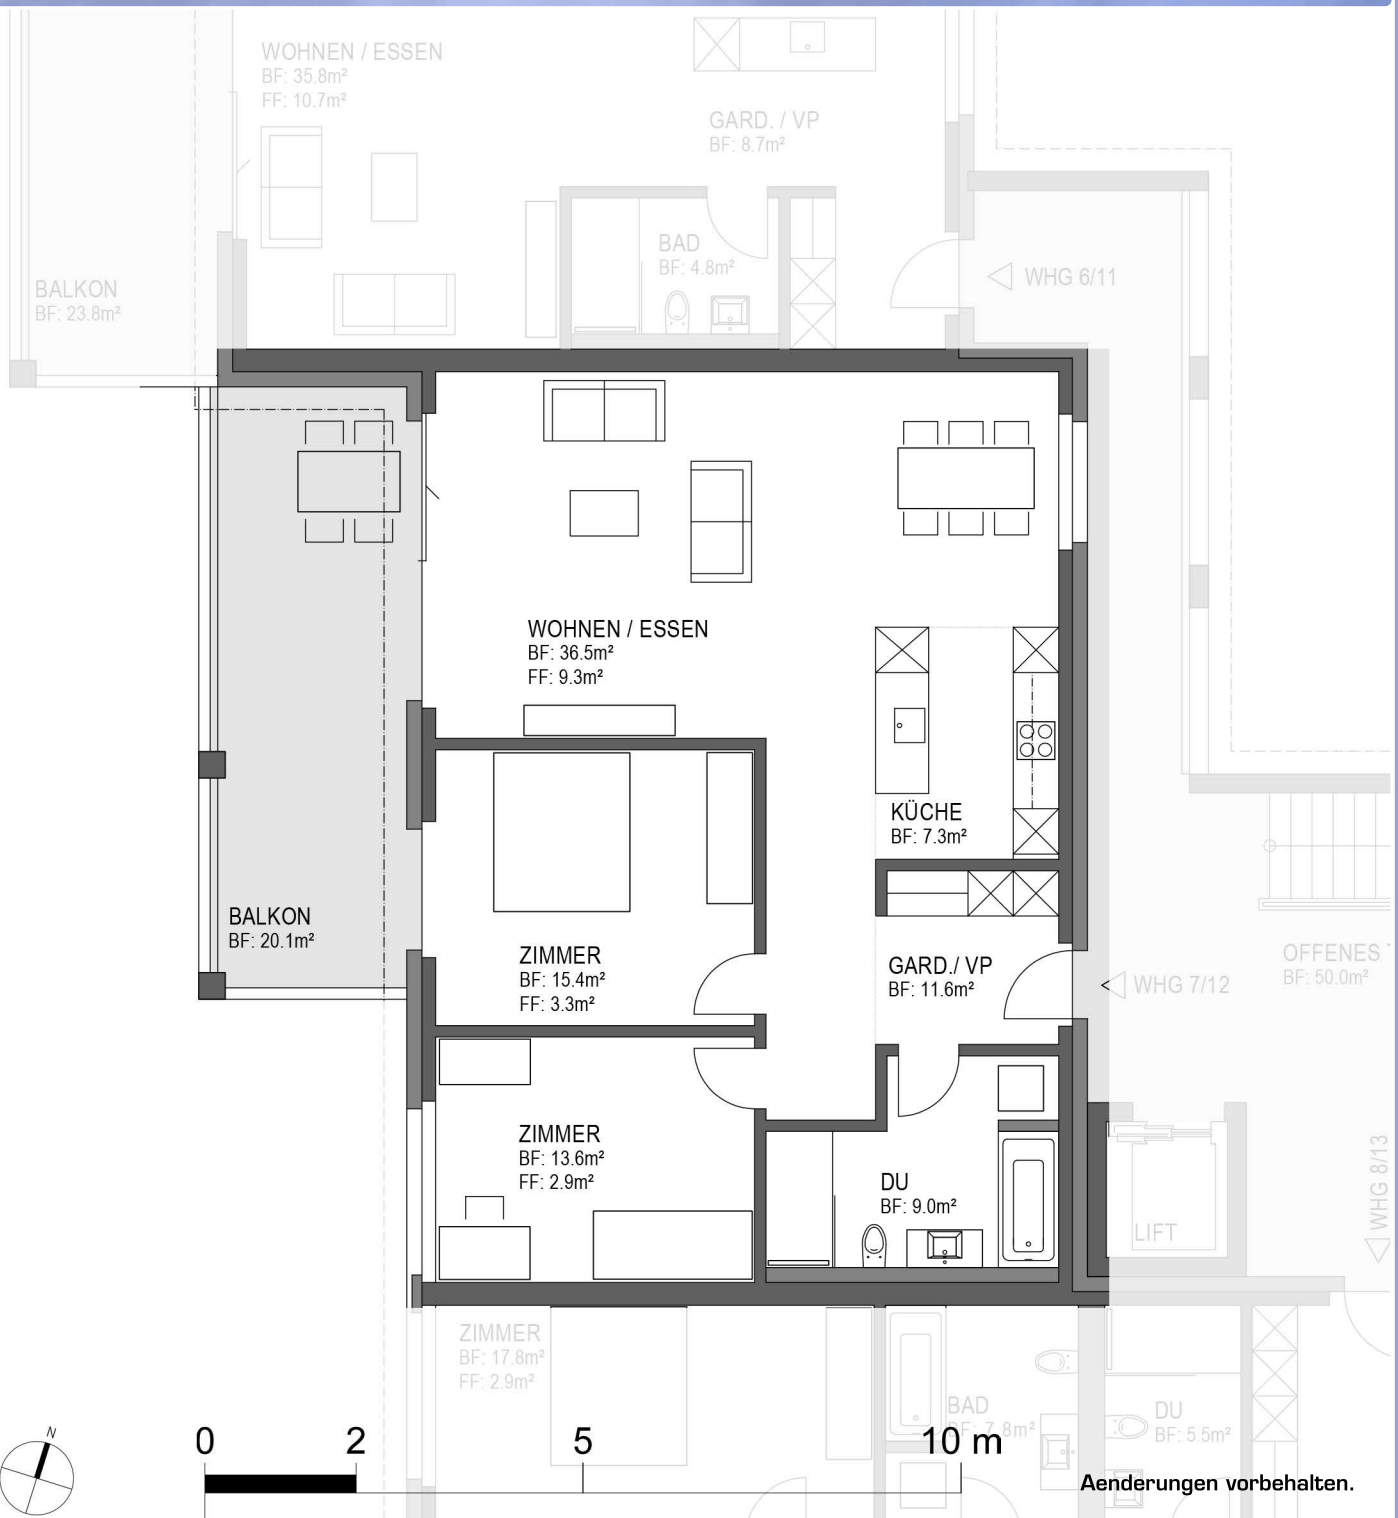 WOHNEN / ESSEN
BF: 35.8m²
FF: 10.7m²
GARD. / VP
BF: 8.7m²
BAD
BF: 4.8m²
BALKON
BF: 23.8m²
WHG 6/11
WOHNEN / ESSEN
BF: 36.5m²
FF: 9.3m²
KÜCHE
BF: 7.3m²
BALKON
BF: 20.1m²
ZIMMER
BF: 15.4m²
FF: 3.3m²
GARD./ VP
BF: 11.6m²
WHG 7/12
OFFENES
BF: 50.0m²
ZIMMER
BF: 13.6m²
FF: 2.9m²
DU
BF: 9.0m²
LIFT
WHG 8/13
ZIMMER
BF: 17.8m²
FF: 2.9m²
BAD
BF: 7.8m²
DU
BF: 5.5m²
N
0 2 5 10 m
Aenderungen vorbehalten.